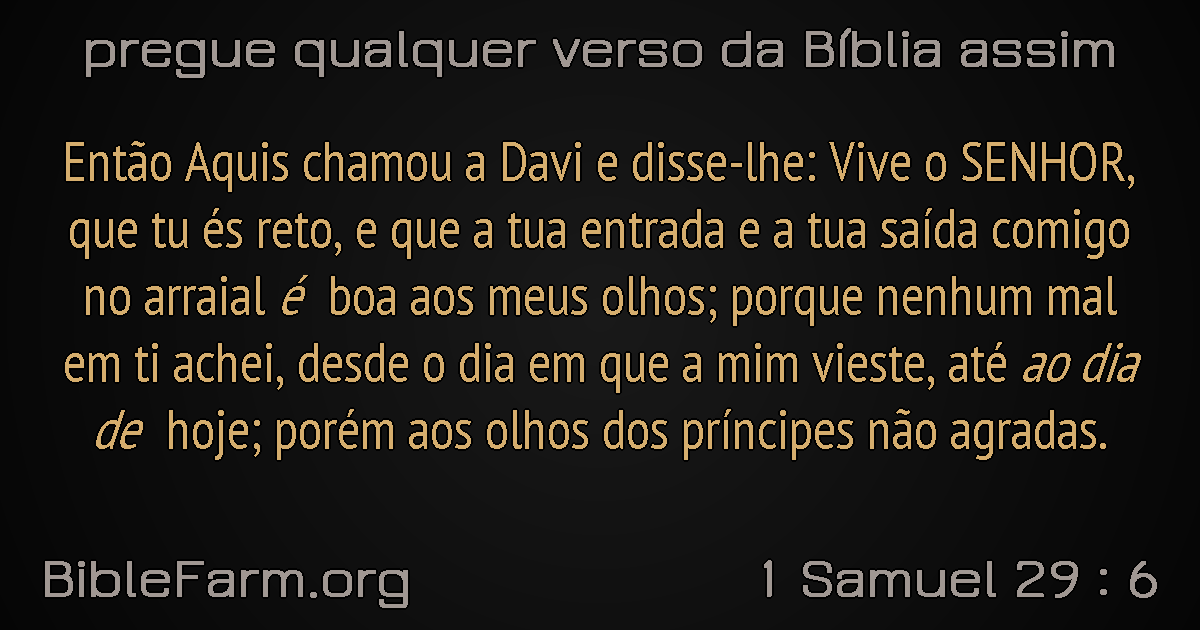 pregue qualquer verso da Bíblia assim
Então Aquis chamou a Davi e disse-lhe: Vive o SENHOR,
que tu és reto, e que a tua entrada e a tua saída comigo
no arraial é boa aos meus olhos; porque nenhum mal
em ti achei, desde o dia em que a mim vieste, até ao dia
de hoje; porém aos olhos dos príncipes não agradas.
BibleFarm.org
1 Samuel 29 : 6